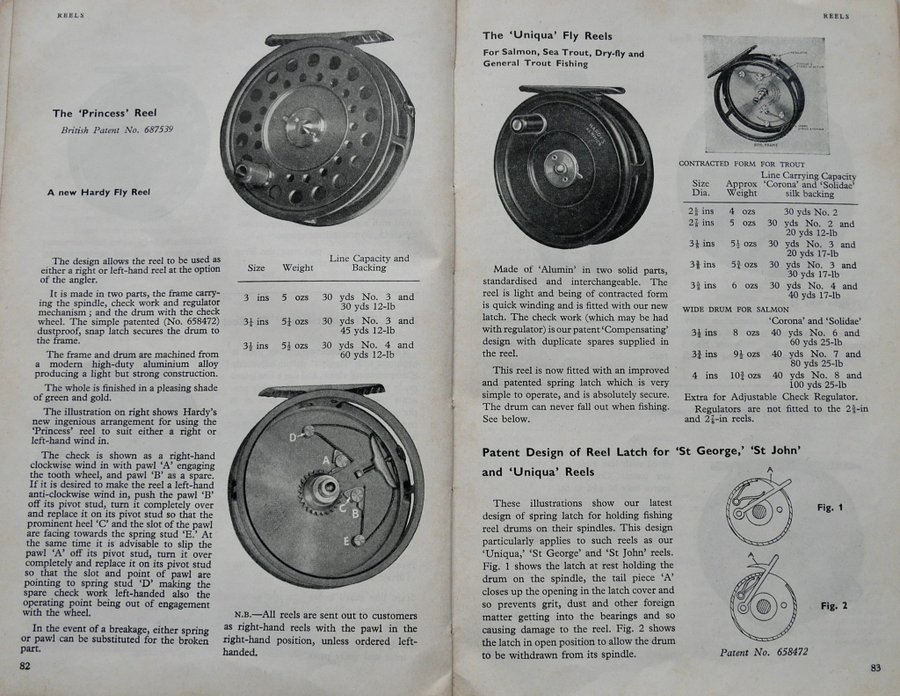 REELS
The 'Princess' Reel
British Patent No. 687539
A new Hardy Fly Reel
The design allows the reel to be used as
either a right or left-hand reel at the option
of the angler.
It is made in two parts, the frame carry-
ing the spindle, check work and regulator
mechanism ; and the drum with the check
wheel. The simple patented (No. 658472)
dustproof, snap latch secures the drum to
the frame.
The frame and drum are machined from
a modern high-duty aluminium alloy
producing a light but strong construction.
The whole is finished in a pleasing shade
of green and gold.
The illustration on right shows Hardy's
new ingenious arrangement for using the
'Princess' reel to suit either a right or
left-hand wind in.
The check is shown as a right-hand
clockwise wind in with pawl 'A' engaging
the tooth wheel, and pawl 'B' as a spare.
If it is desired to make the reel a left-hand
anti-clockwise wind in, push the pawl 'B'
off its pivot stud, turn it completely over
and replace it on its pivot stud so that the
prominent heel 'C' and the slot of the pawl
are facing towards the spring stud 'E.' At
the same time it is advisable to slip the
pawl 'A' off its pivot stud, turn it over
completely and replace it on its pivot stud
so that the slot and point of pawl are
pointing to spring stud 'D' making the
spare check work left-handed also the
operating point being out of engagement
with the wheel.
In the event of a breakage, either spring
or pawl can be substituted for the broken
part.
82
Size Weight Line Capacity and
Backing
3 ins 5 ozs 30 yds No. 3 and
30 yds 12-lb
3¼ ins 5¼ ozs 30 yds No. 3 and
45 yds 12-lb
3½ ins 5½ ozs 30 yds No. 4 and
60 yds 12-lb
D
A
C
B
E
N.B.—All reels are sent out to customers
as right-hand reels with the pawl in the
right-hand position, unless ordered left-
handed.
REELS
The 'Uniqua' Fly Reels
For Salmon, Sea Trout, Dry-fly and
General Trout Fishing
Made of 'Alumin' in two solid parts,
standardised and interchangeable. The
reel is light and being of contracted form
is quick winding and is fitted with our new
latch. The check (which may be had
with regulator) is our patent 'Compensating'
design with duplicate spares supplied in
the reel.
This reel is now fitted with an improved
and patented spring latch which is very
simple to operate, and is absolutely secure.
The drum can never fall out when fishing.
See below.
CONTRACTED FORM FOR TROUT
Size Approx Line Carrying Capacity
Dia. Weight 'Corona' and 'Solidae'
silk backing
ins 4 ozs 30 yds No. 2
2⅞ ins 5 ozs 30 yds No. 2 and
20 yds 12-lb
ins 5½ ozs 30 yds No. 3 and
20 yds 17-lb
ins ozs 30 yds No. 3 and
30 yds 17-lb
ins 6 ozs 30 yds No. 4 and
40 yds 17-lb
WIDE DRUM FOR SALMON
'Corona' and 'Solidae'
ins 8 ozs 40 yds No. 6 and
60 yds 25-lb
3¾ ins 9½ ozs 40 yds No. 7 and
80 yds 25-lb
4 ins 10¾ ozs 40 yds No. 8 and
100 yds 25-lb
Extra for Adjustable Check Regulator.
Regulators are not fitted to the
and 2⅞-in reels.
Patent Design of Reel Latch for 'St George,' 'St John'
and 'Uniqua' Reels
These illustrations show our latest
design of spring latch for holding fishing
reel drums on their spindles. This design
particularly applies to such reels as our
'Uniqua,' 'St George' and 'St John' reels.
Fig. 1 shows the latch at rest holding the
drum on the spindle, the tail piece 'A'
closes up the opening in the latch cover and
so prevents grit, dust and other foreign
matter getting into the bearings and so
causing damage to the reel. Fig. 2 shows
the latch in open position to allow the drum
to be withdrawn from its spindle.
A
Fig. 1
A
Fig. 2
Patent No. 658472
83